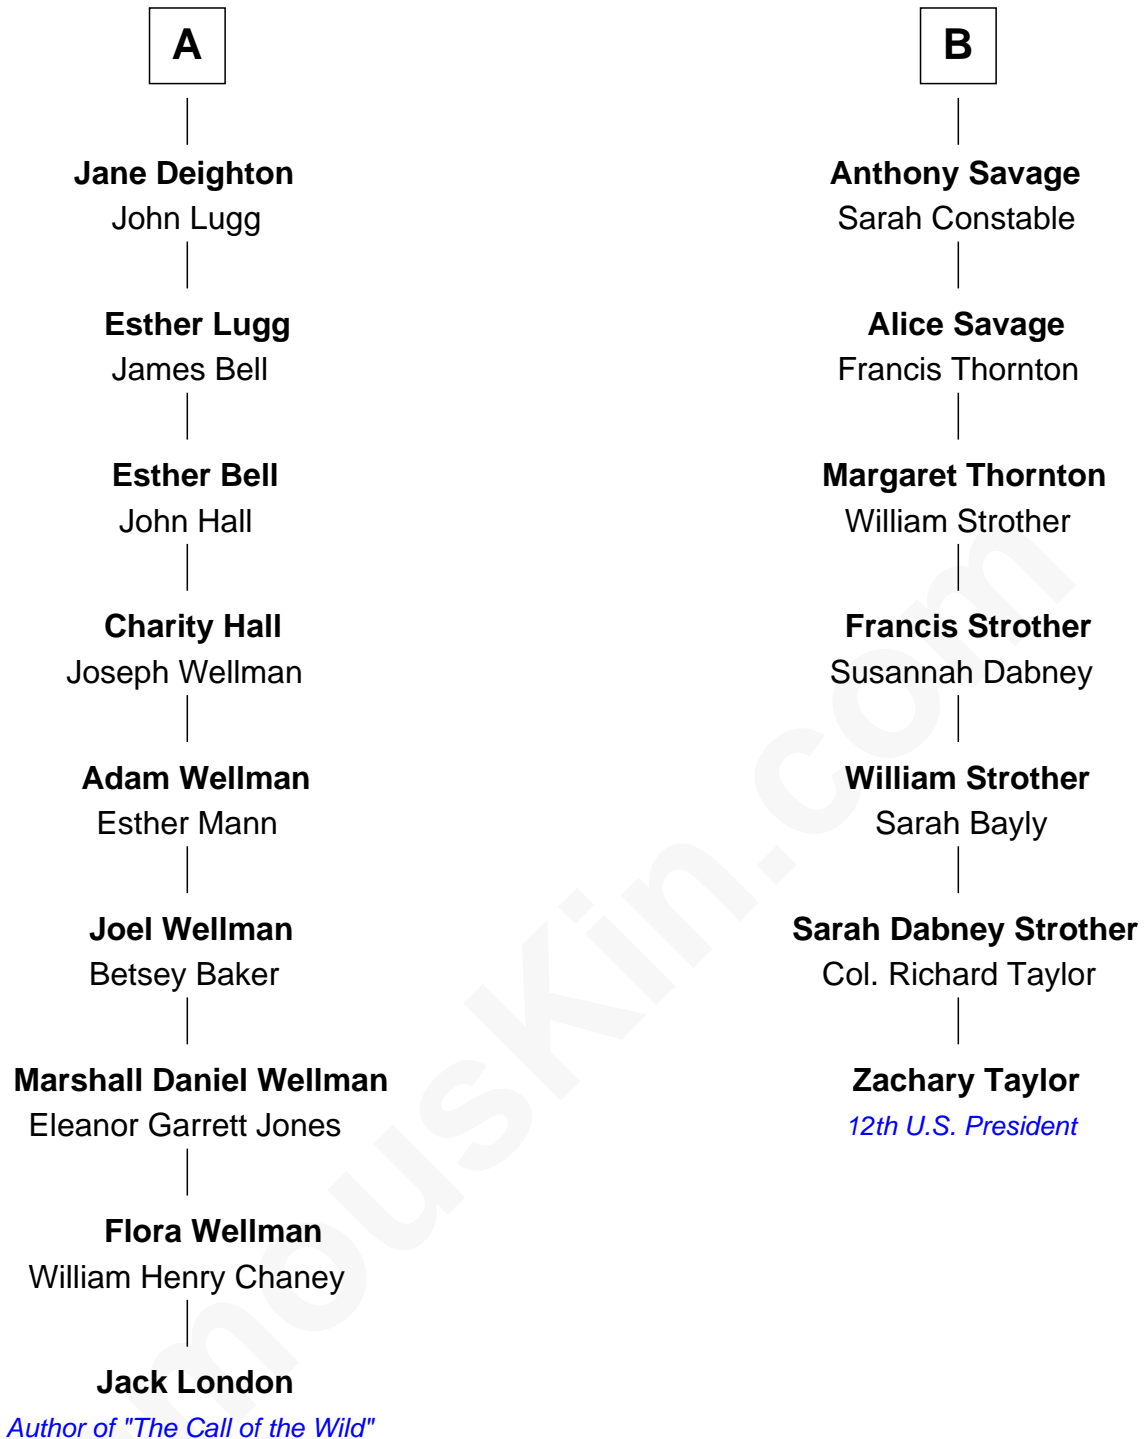 A
Jane Deighton
John Lugg
Esther Lugg
James Bell
Esther Bell
John Hall
Charity Hall
Joseph Wellman
Adam Wellman
Esther Mann
Joel Wellman
Betsey Baker
Marshall Daniel Wellman
Eleanor Garrett Jones
Flora Wellman
William Henry Chaney
Jack London
Author of "The Call of the Wild"
B
Anthony Savage
Sarah Constable
Alice Savage
Francis Thornton
Margaret Thornton
William Strother
Francis Strother
Susannah Dabney
William Strother
Sarah Bayly
Sarah Dabney Strother
Col. Richard Taylor
Zachary Taylor
12th U.S. President
mousKin.com